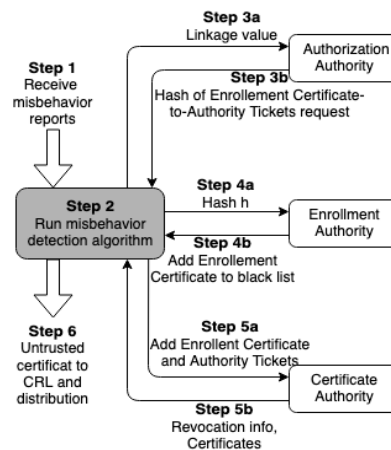 Step 3a
Linkage value
Authorization
Authority
Step 1
Receive
misbehavior
reports
Step 3b
Hash of Enrollement Certificate-
to-Authority Tickets request
Step 2
Run misbehavior
detection algorithm
Step 4a
Hash h
Enrollment
Authority
Step 4b
Add Enrollement
Certificate to black list
Step 6
Untrusted
certificat to
CRL and
distribution
Step 5a
Add Enrollent Certificate
and Authority Tickets
Certificate
Authority
Step 5b
Revocation info,
Certificates